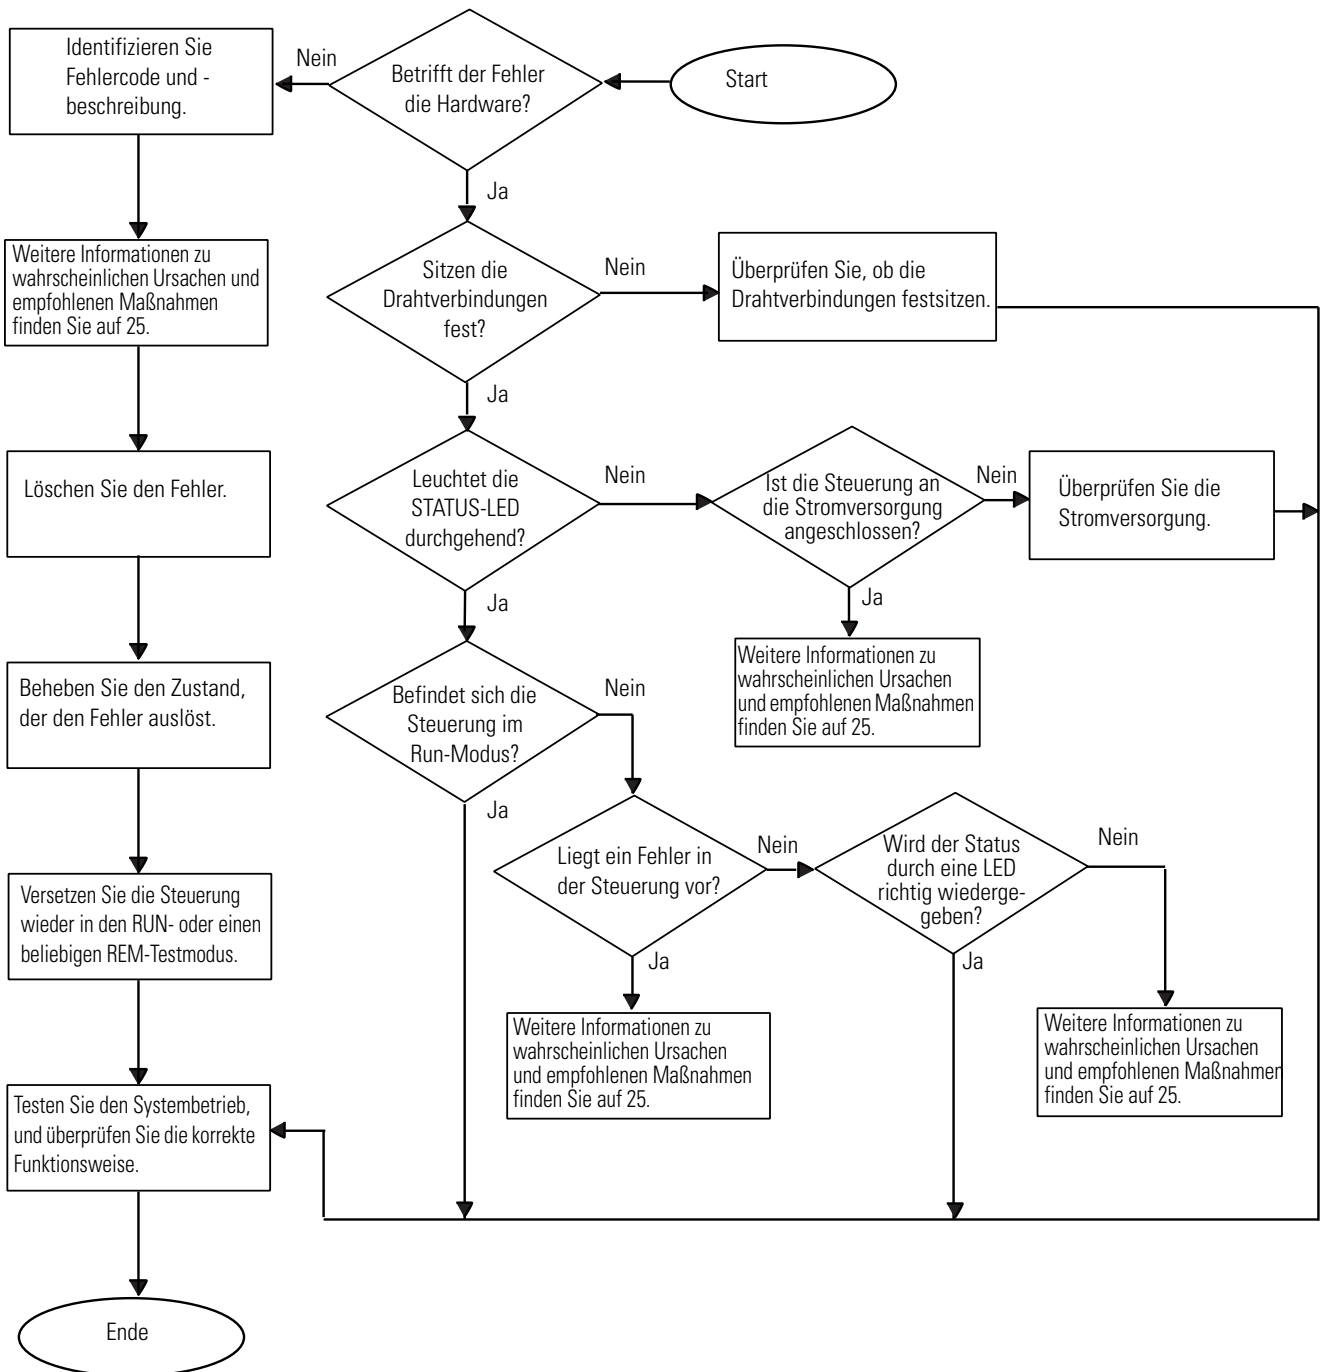 Start
Betrifft der Fehler
die Hardware?
Nein
Identifizieren Sie
Fehlercode und -
beschreibung.
Ja
Weitere Informationen zu
wahrscheinlichen Ursachen und
empfohlenen Maßnahmen
finden Sie auf 25.
Sitzen die
Drahtverbindungen
fest?
Nein
Überprüfen Sie, ob die
Drahtverbindungen festsitzen.
Ja
Löschen Sie den Fehler.
Leuchtet die
STATUS-LED
durchgehend?
Nein
Ist die Steuerung an
die Stromversorgung
angeschlossen?
Nein
Überprüfen Sie die
Stromversorgung.
Ja
Ja
Weitere Informationen zu
wahrscheinlichen Ursachen
und empfohlenen Maßnahmen
finden Sie auf 25.
Beheben Sie den Zustand,
der den Fehler auslöst.
Befindet sich die
Steuerung im
Run-Modus?
Nein
Ja
Versetzen Sie die Steuerung
wieder in den RUN- oder einen
beliebigen REM-Testmodus.
Liegt ein Fehler in
der Steuerung vor?
Nein
Wird der Status
durch eine LED
richtig wiederge-
geben?
Nein
Ja
Ja
Weitere Informationen zu
wahrscheinlichen Ursachen
und empfohlenen Maßnahmen
finden Sie auf 25.
Weitere Informationen zu
wahrscheinlichen Ursachen
und empfohlenen Maßnahmen
finden Sie auf 25.
Testen Sie den Systembetrieb,
und überprüfen Sie die korrekte
Funktionsweise.
Ende